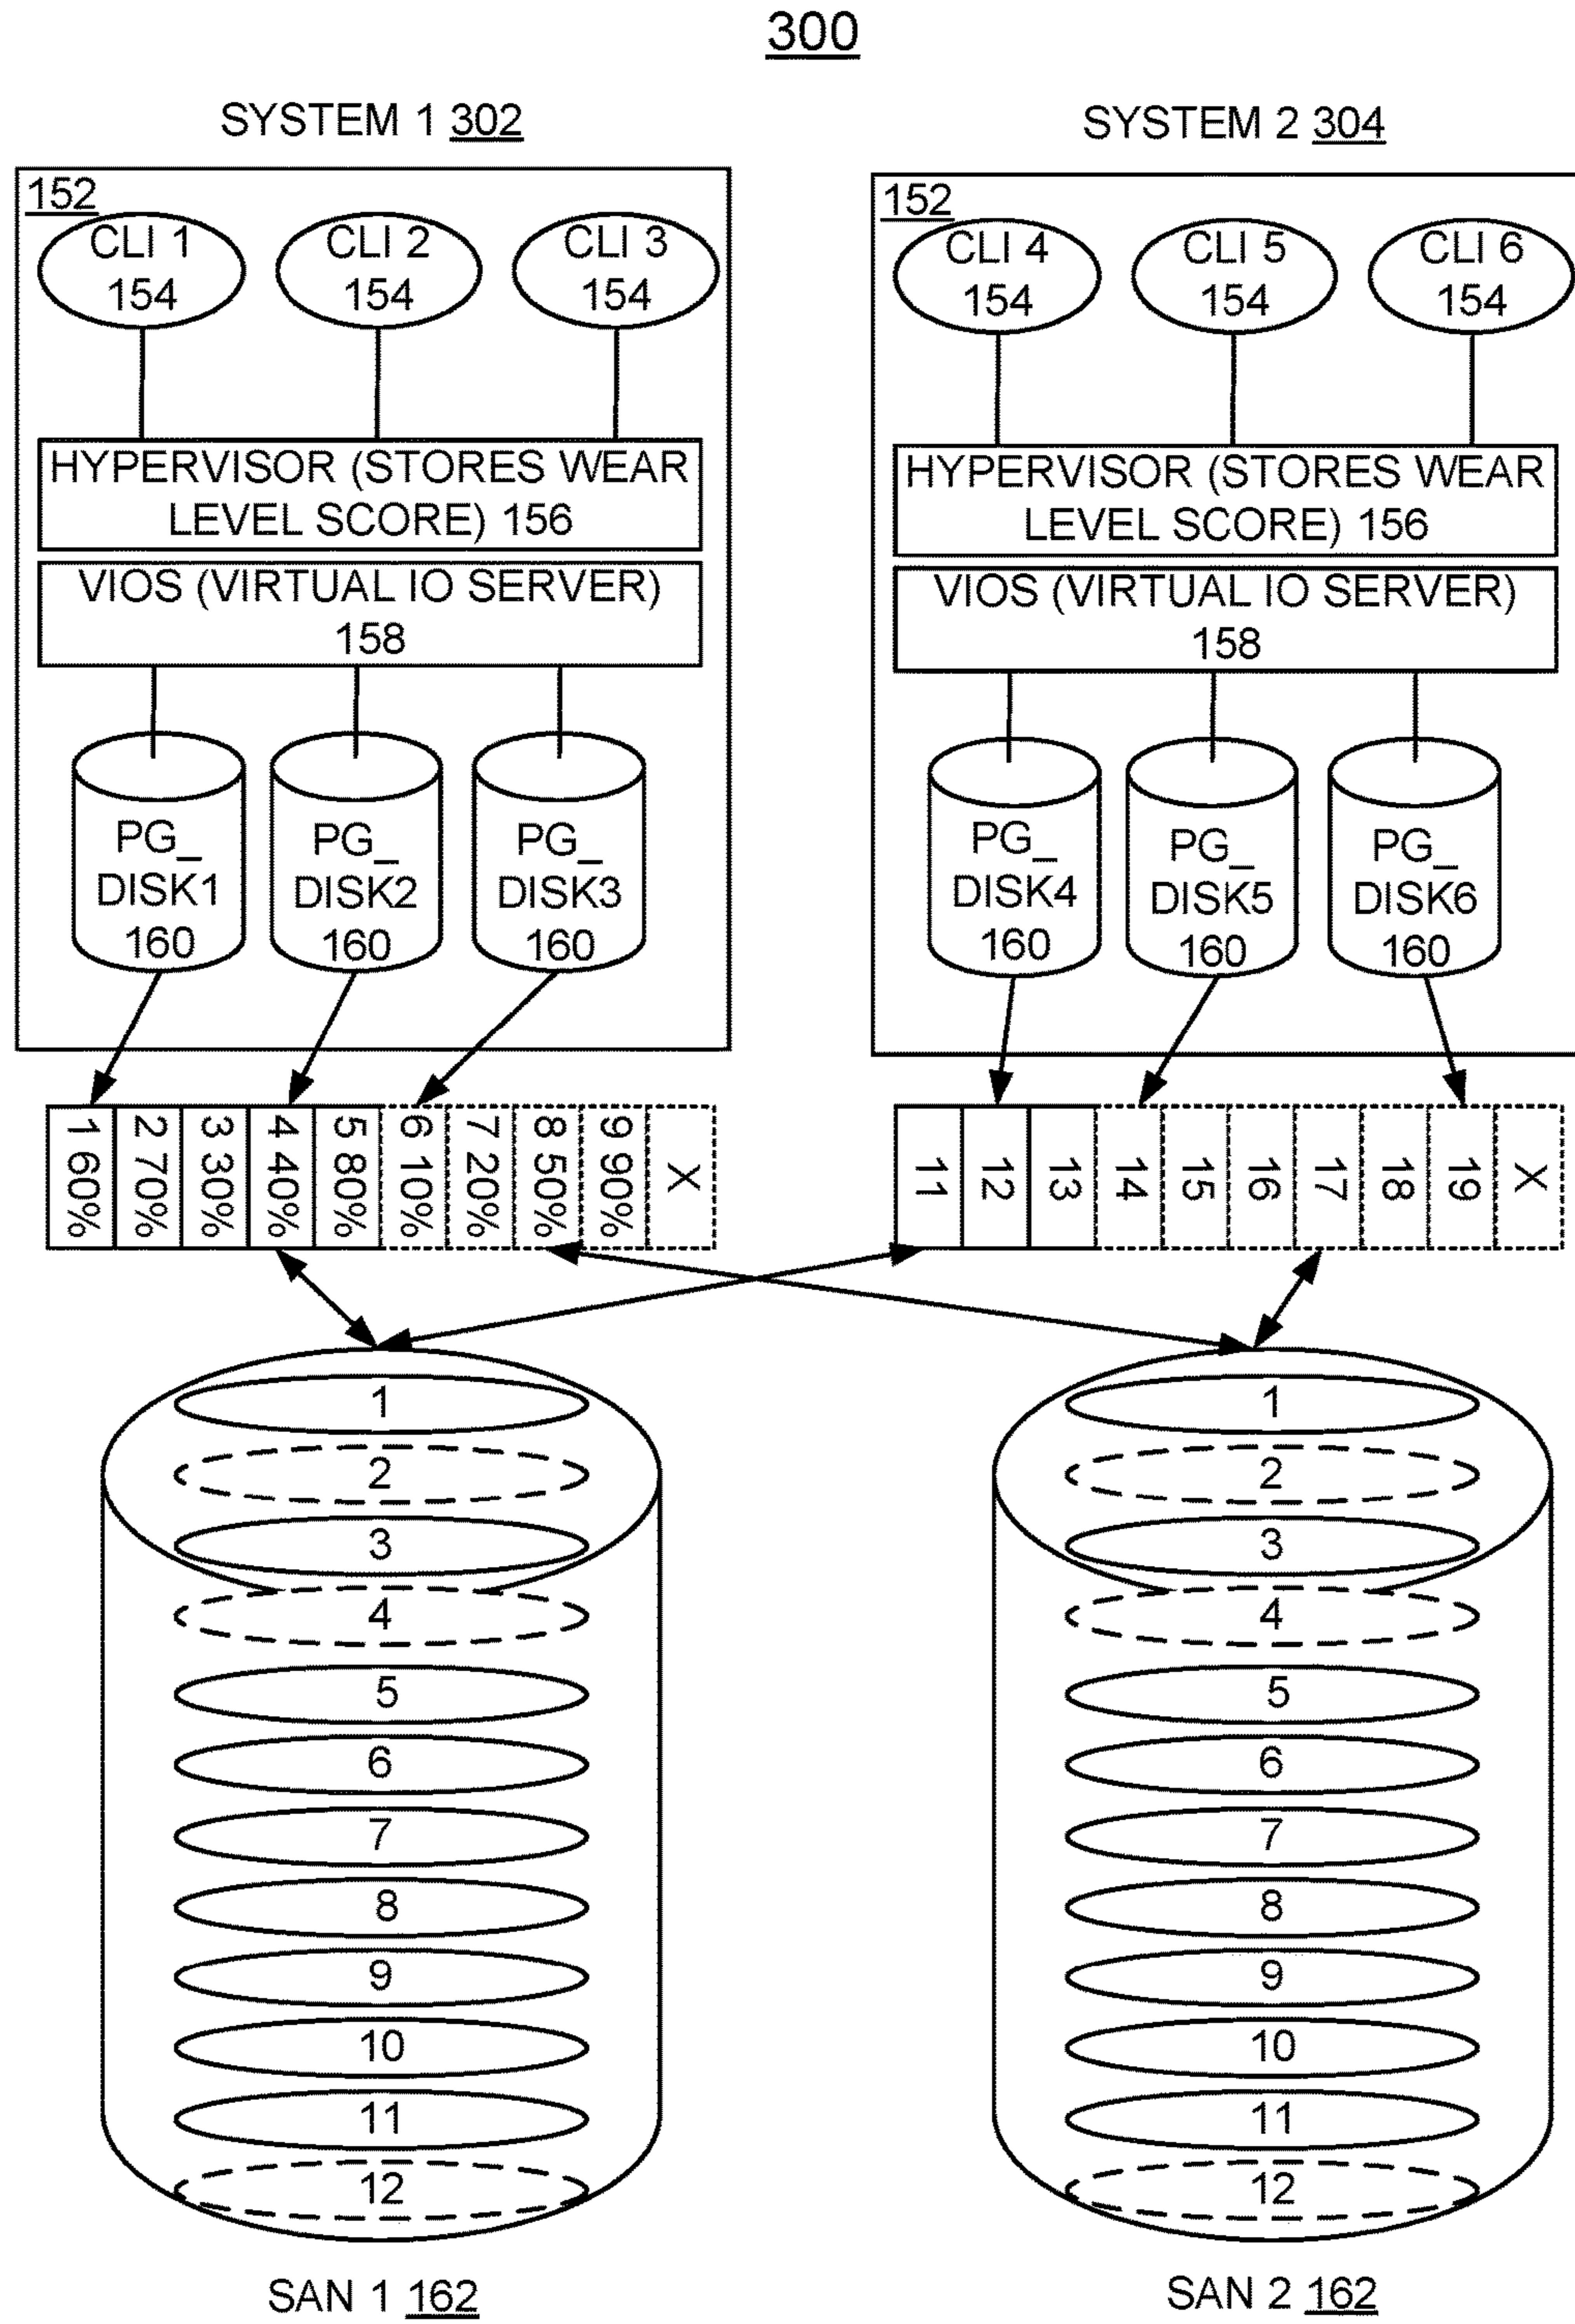 300
SYSTEM 1 302
152
CLI 1
154
CLI 2
154
CLI 3
154
HYPERVISOR (STORES WEAR
LEVEL SCORE) 156
VIOS (VIRTUAL IO SERVER)
158
PG_
DISK1
160
PG_
DISK2
160
PG_
DISK3
160
SYSTEM 2 304
152
CLI 4
154
CLI 5
154
CLI 6
154
HYPERVISOR (STORES WEAR
LEVEL SCORE) 156
VIOS (VIRTUAL IO SERVER)
158
PG_
DISK4
160
PG_
DISK5
160
PG_
DISK6
160
1 60%
2 70%
3 30%
4 40%
5 80%
6 10%
7 20%
8 50%
9 90%
X
11
12
13
14
15
16
17
18
19
X
1
2
3
4
5
6
7
8
9
10
11
12
SAN 1 162
1
2
3
4
5
6
7
8
9
10
11
12
SAN 2 162